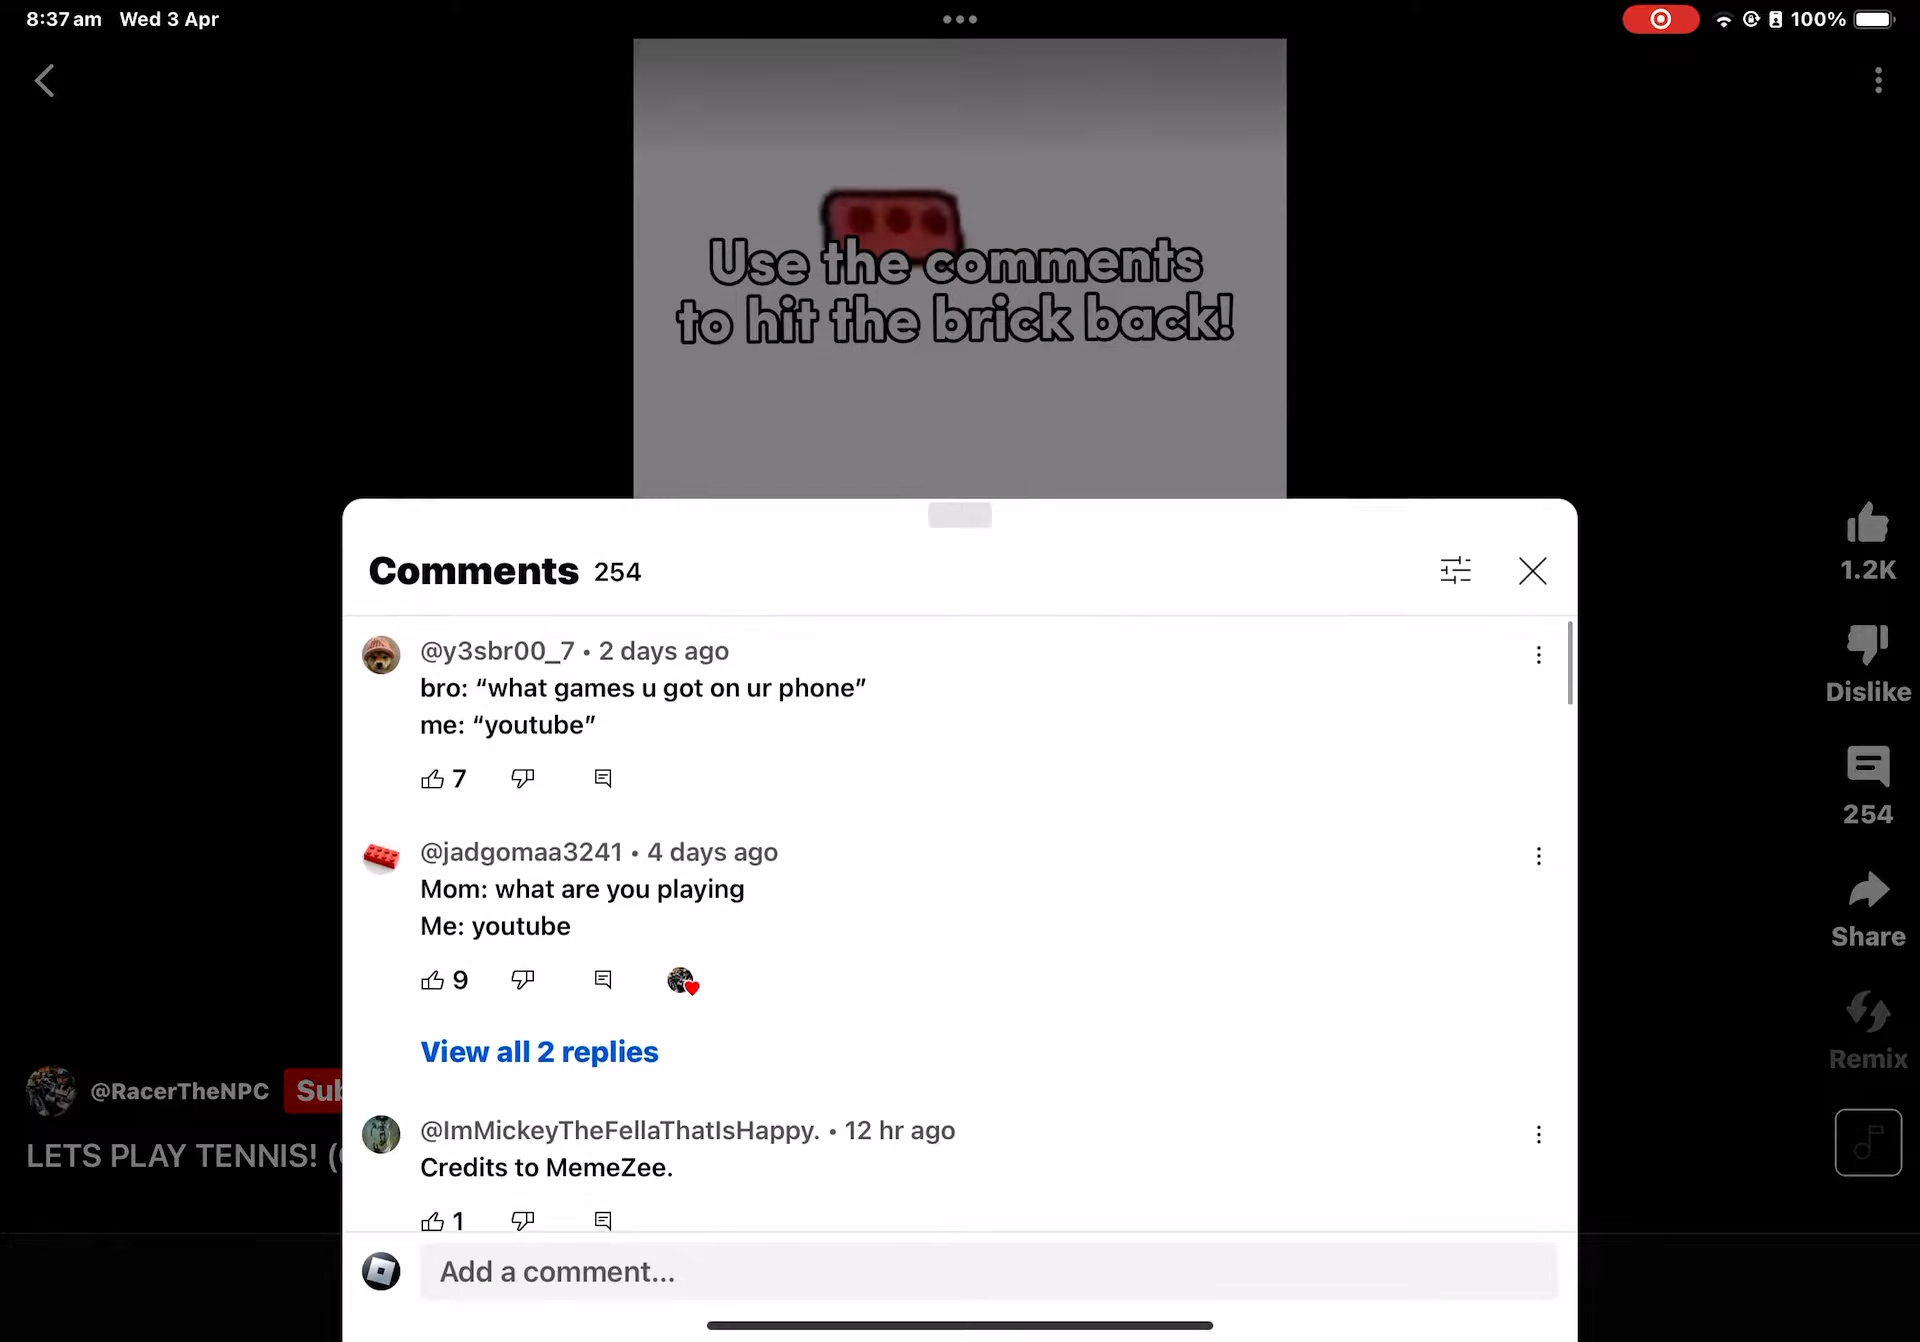 8:37 am Wed 3 Apr
100%
Use the comments
to hit the brick back!
Comments 254
@y3sbr00_7 • 2 days ago
bro: “what games u got on ur phone”
me: “youtube”
7
@jadgomaa3241 • 4 days ago
Mom: what are you playing
Me: youtube
9
View all 2 replies
@ImMickeyTheFellaThatIsHappy. • 12 hr ago
Credits to MemeZee.
1
Add a comment...
1.2K
Dislike
254
Share
Remix
@RacerTheNPC
Sub
LETS PLAY TENNIS! (